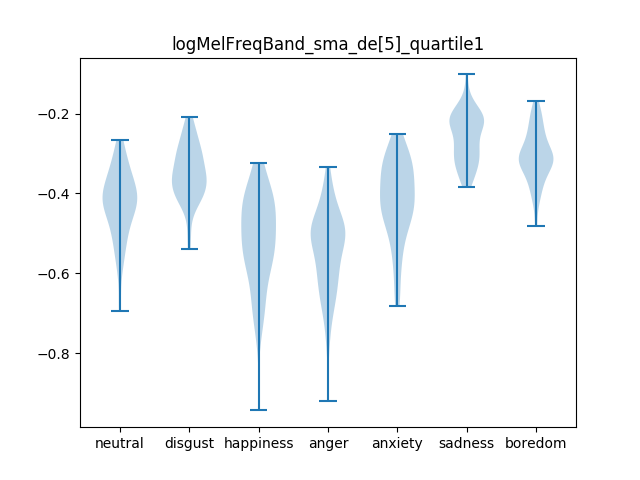 logMelFreqBand_sma_de[5]_quartile1
−0.2
−0.4
−0.6
−0.8
neutral disgust happiness anger anxiety sadness boredom